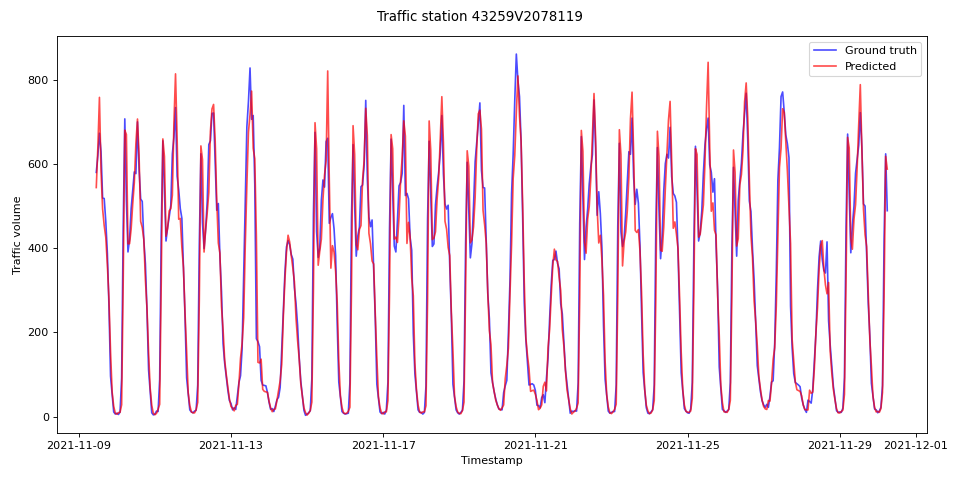 Traffic station 43259V2078119
Ground truth
Predicted
Traffic volume
800
600
400
200
0
2021-11-09
2021-11-13
2021-11-17
2021-11-21
2021-11-25
2021-11-29
2021-12-01
Timestamp